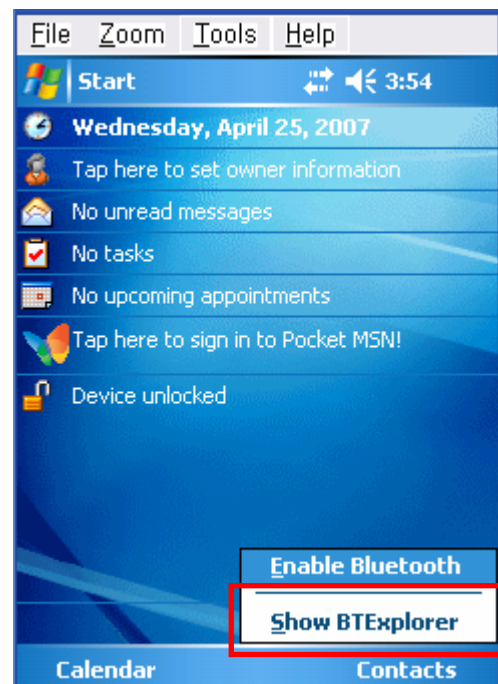 File Zoom Tools Help
Start 3:54
Wednesday, April 25, 2007
Tap here to set owner information
No unread messages
No tasks
No upcoming appointments
Tap here to sign in to Pocket MSN!
Device unlocked
Enable Bluetooth
Show BTExplorer
Calendar Contacts